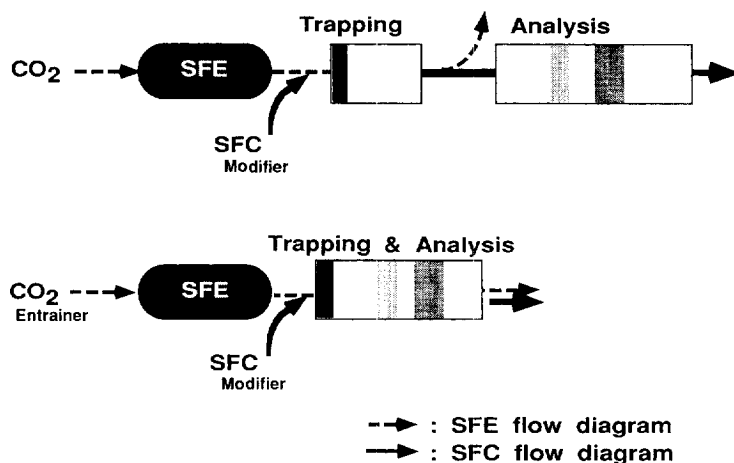 Trapping Analysis
CO2 SFE
SFC
Modifier
Trapping & Analysis
CO2 SFE
Entrainer
SFC
Modifier
: SFE flow diagram
: SFC flow diagram